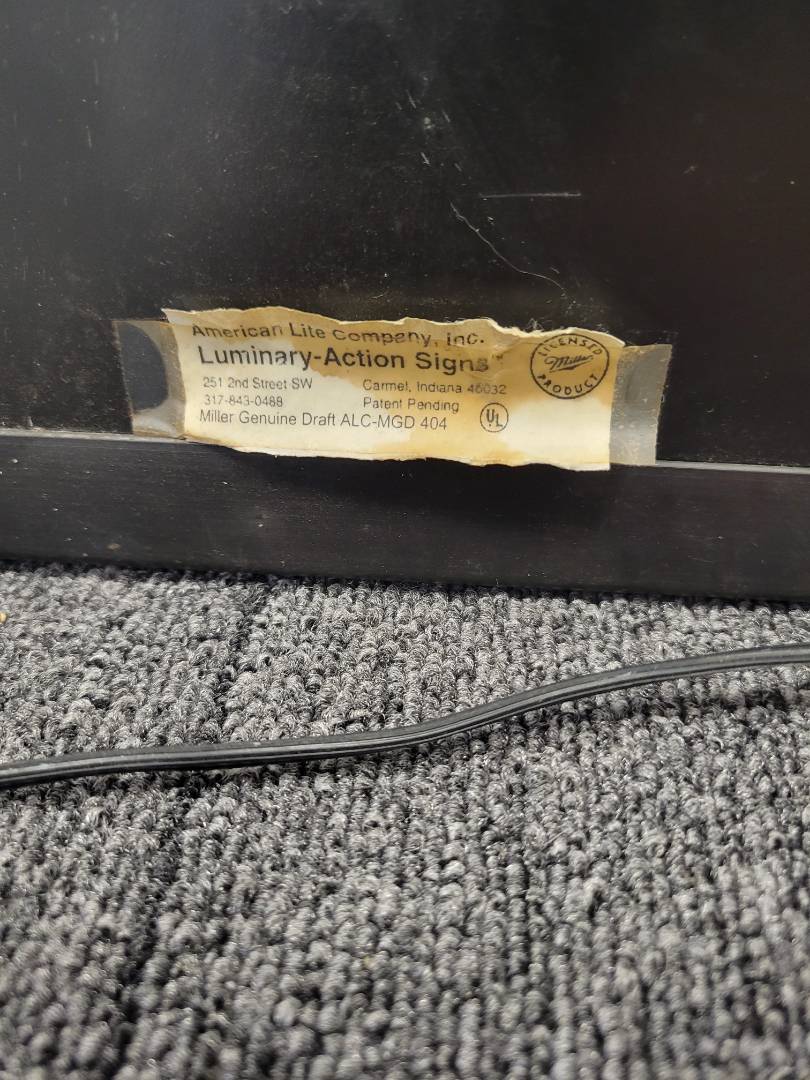 American Lite Company, Inc.
Luminary-Action Signs™
251 2nd Street SW Carmel, Indiana 46032
317-843-0488 Patent Pending
Miller Genuine Draft ALC-MGD 404
UL
LICENSED
Miller
PRODUCT